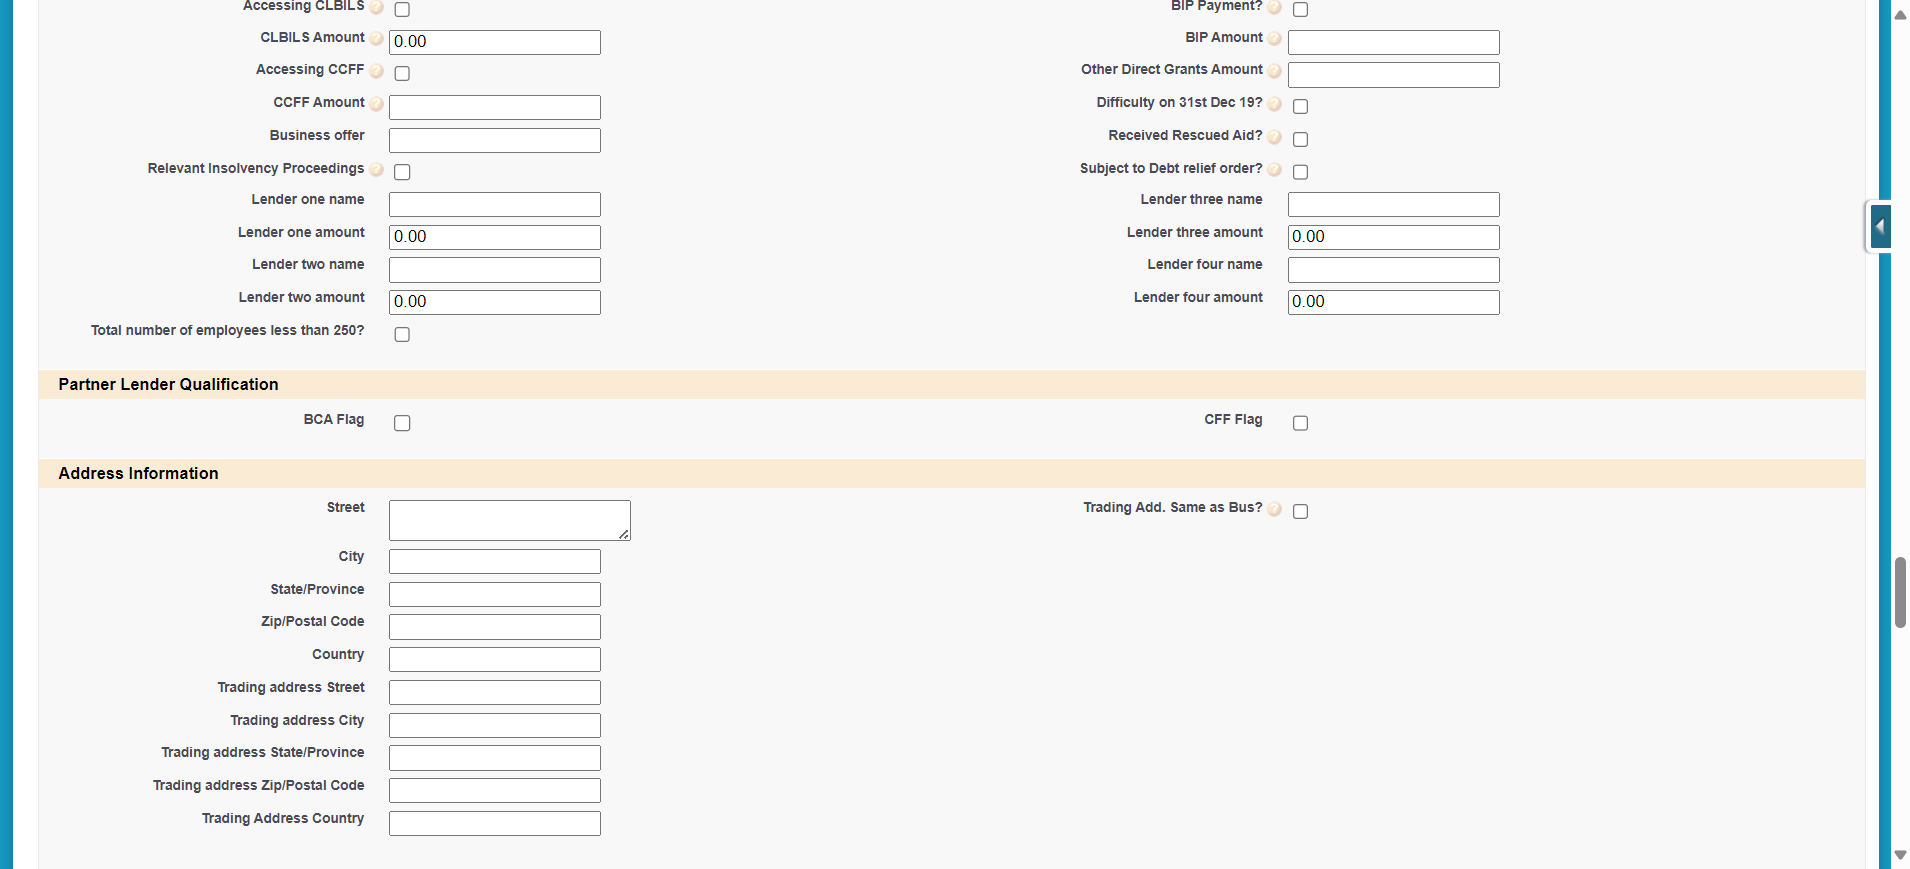 Accessing CLBILS
BIP Payment?
CLBILS Amount 0.00
BIP Amount
Accessing CCFF
Other Direct Grants Amount
CCFF Amount
Difficulty on 31st Dec 19?
Business offer
Received Rescued Aid?
Relevant Insolvency Proceedings
Subject to Debt relief order?
Lender one name
Lender three name
Lender one amount 0.00
Lender three amount 0.00
Lender two name
Lender four name
Lender two amount 0.00
Lender four amount 0.00
Total number of employees less than 250?
Partner Lender Qualification
BCA Flag
CFF Flag
Address Information
Street
Trading Add. Same as Bus?
City
State/Province
Zip/Postal Code
Country
Trading address Street
Trading address City
Trading address State/Province
Trading address Zip/Postal Code
Trading Address Country